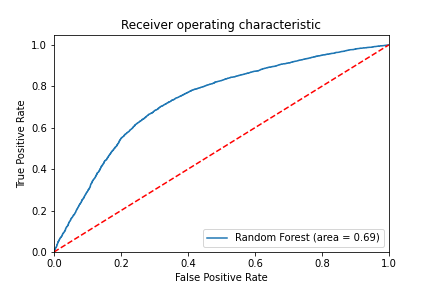 Receiver operating characteristic
True Positive Rate
1.0
0.8
0.6
0.4
0.2
0.0
Random Forest (area = 0.69)
0.0 0.2 0.4 0.6 0.8 1.0
False Positive Rate